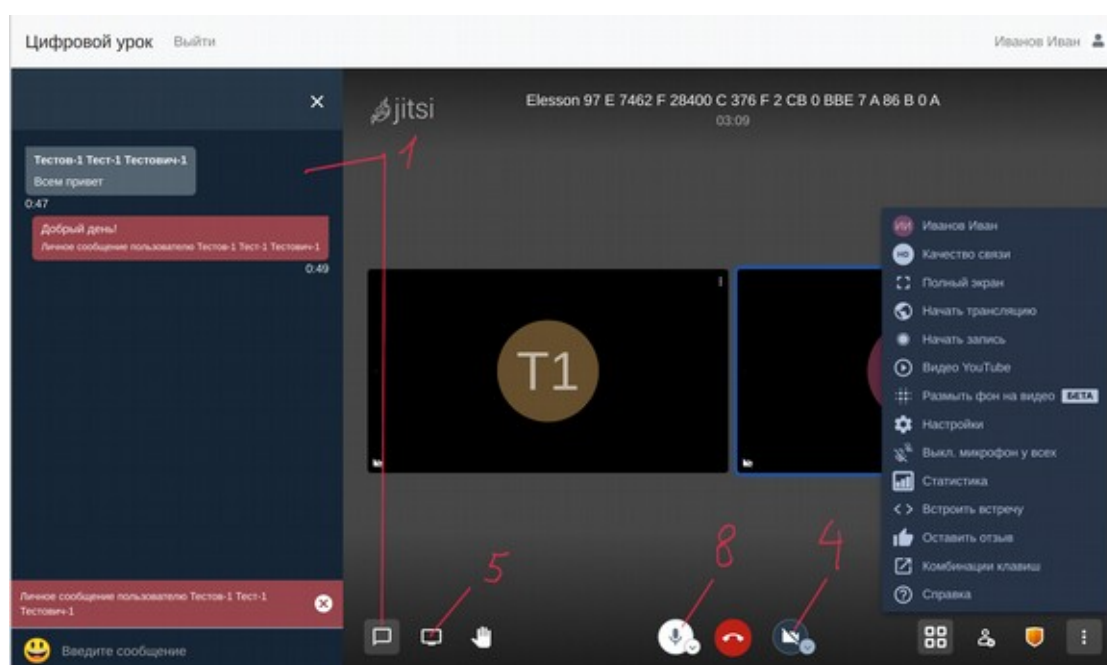 Цифровой урок Выйти
Иванов Иван
jitsi
Elesson 97 E 7462 F 28400 C 376 F 2 CB 0 BBE 7 A 86 B 0 A
03:09
1
Тестов-1 Тест-1 Тестович-1
Всем привет
0:47
Добрый день!
Личное сообщение пользователю Тестов-1 Тест-1 Тестович-1
0:49
T1
ИИ Иванов Иван
HD Качество связи
Полный экран
Начать трансляцию
Начать запись
Видео YouTube
Размыть фон на видео БЕТА
Настройки
Выкл. микрофон у всех
Статистика
Встроить встречу
Оставить отзыв
Комбинации клавиш
Справка
5
8
4
Личное сообщение пользователю Тестов-1 Тест-1
Тестович-1
Введите сообщение